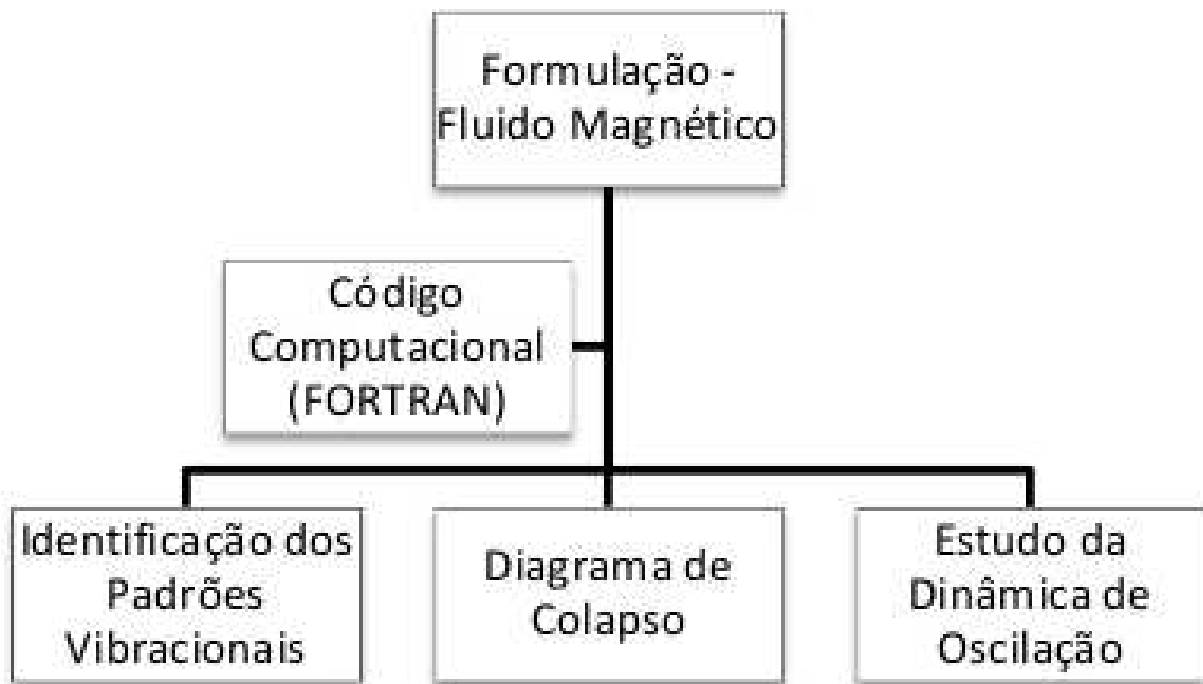 Formulação -
Fluido Magnético
Código
Computacional
(FORTRAN)
Identificação dos
Padrões
Vibracionais
Diagrama de
Colapso
Estudo da
Dinâmica de
Oscilação